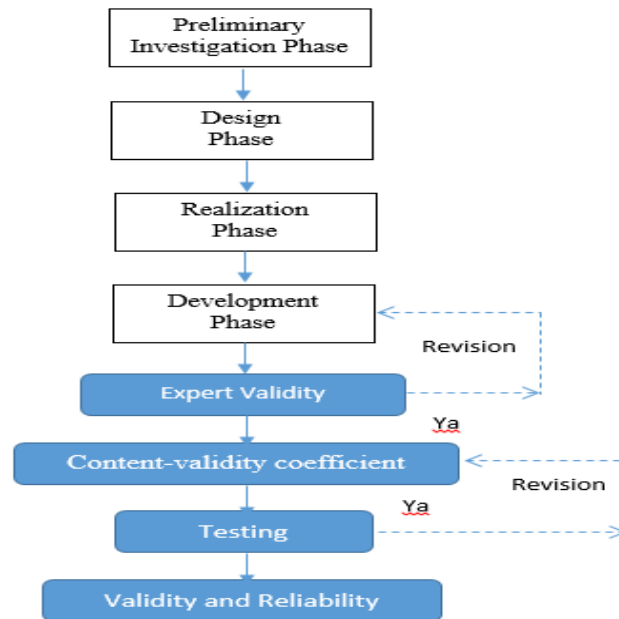 Preliminary
Investigation Phase
Design
Phase
Realization
Phase
Development
Phase
Revision
Expert Validity
Ya
Content-validity coefficient
Revision
Ya
Testing
Validity and Reliability